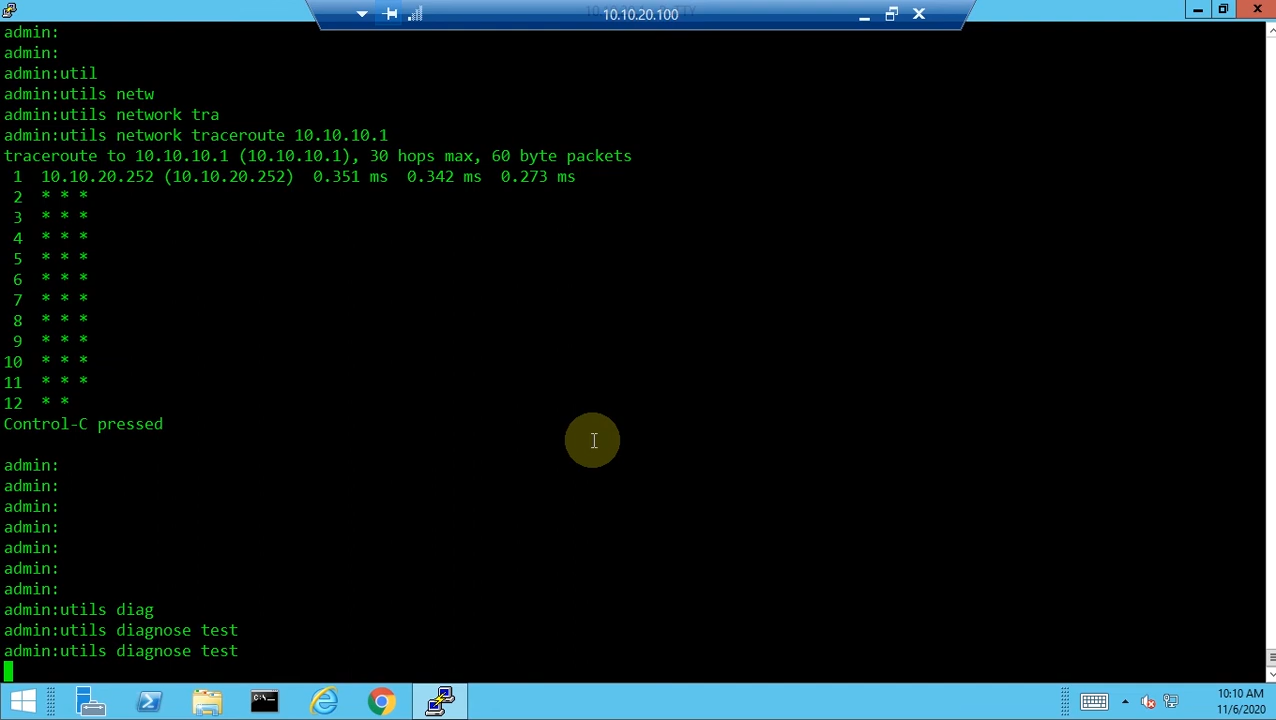 10.10.20.100
admin:
admin:
admin:util
admin:utils netw
admin:utils network tra
admin:utils network traceroute 10.10.10.1
traceroute to 10.10.10.1 (10.10.10.1), 30 hops max, 60 byte packets
1 10.10.20.252 (10.10.20.252) 0.351 ms 0.342 ms 0.273 ms
2 * * *
3 * * *
4 * * *
5 * * *
6 * * *
7 * * *
8 * * *
9 * * *
10 * * *
11 * * *
12 * *
Control-C pressed
admin:
admin:
admin:
admin:
admin:
admin:
admin:
admin:utils diag
admin:utils diagnose test
admin:utils diagnose test
10:10 AM
11/6/2020